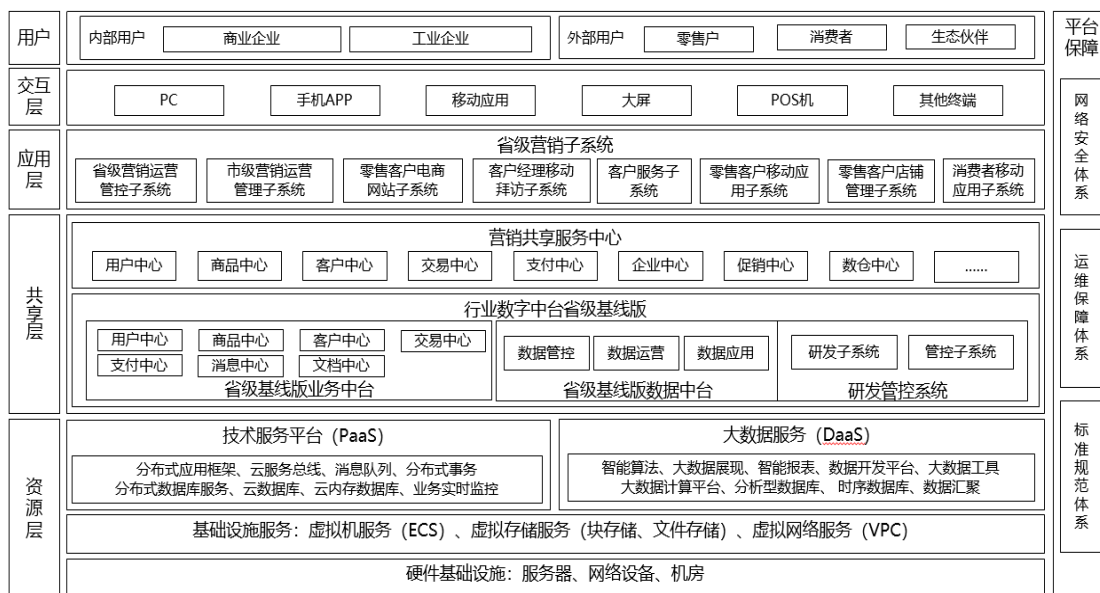 用户
内部用户
商业企业
工业企业
外部用户
零售户
消费者
生态伙伴
平台
保障
交互
层
PC
手机APP
移动应用
大屏
POS机
其他终端
网络安全体系
应用
层
省级营销子系统
省级营销运营
管控子系统
市级营销运营
管理子系统
零售客户电商
网站子系统
客户经理移动
拜访子系统
客户服务子
系统
零售客户移动应
用子系统
零售客户店铺
管理子系统
消费者移动
应用子系统
共享层
营销共享服务中心
用户中心
商品中心
客户中心
交易中心
支付中心
企业中心
促销中心
数仓中心
......
运维保障体系
行业数字中台省级基线版
用户中心
商品中心
客户中心
交易中心
支付中心
消息中心
文档中心
省级基线版业务中台
数据管控
数据运营
数据应用
省级基线版数据中台
研发子系统
管控子系统
研发管控系统
资源层
技术服务平台（PaaS）
分布式应用框架、云服务总线、消息队列、分布式事务
分布式数据库服务、云数据库、云内存数据库、业务实时监控
大数据服务（DaaS）
智能算法、大数据展现、智能报表、数据开发平台、大数据工具
大数据计算平台、分析型数据库、 时序数据库、数据汇聚
标准规范体系
基础设施服务：虚拟机服务（ECS）、虚拟存储服务（块存储、文件存储）、虚拟网络服务（VPC）
硬件基础设施：服务器、网络设备、机房